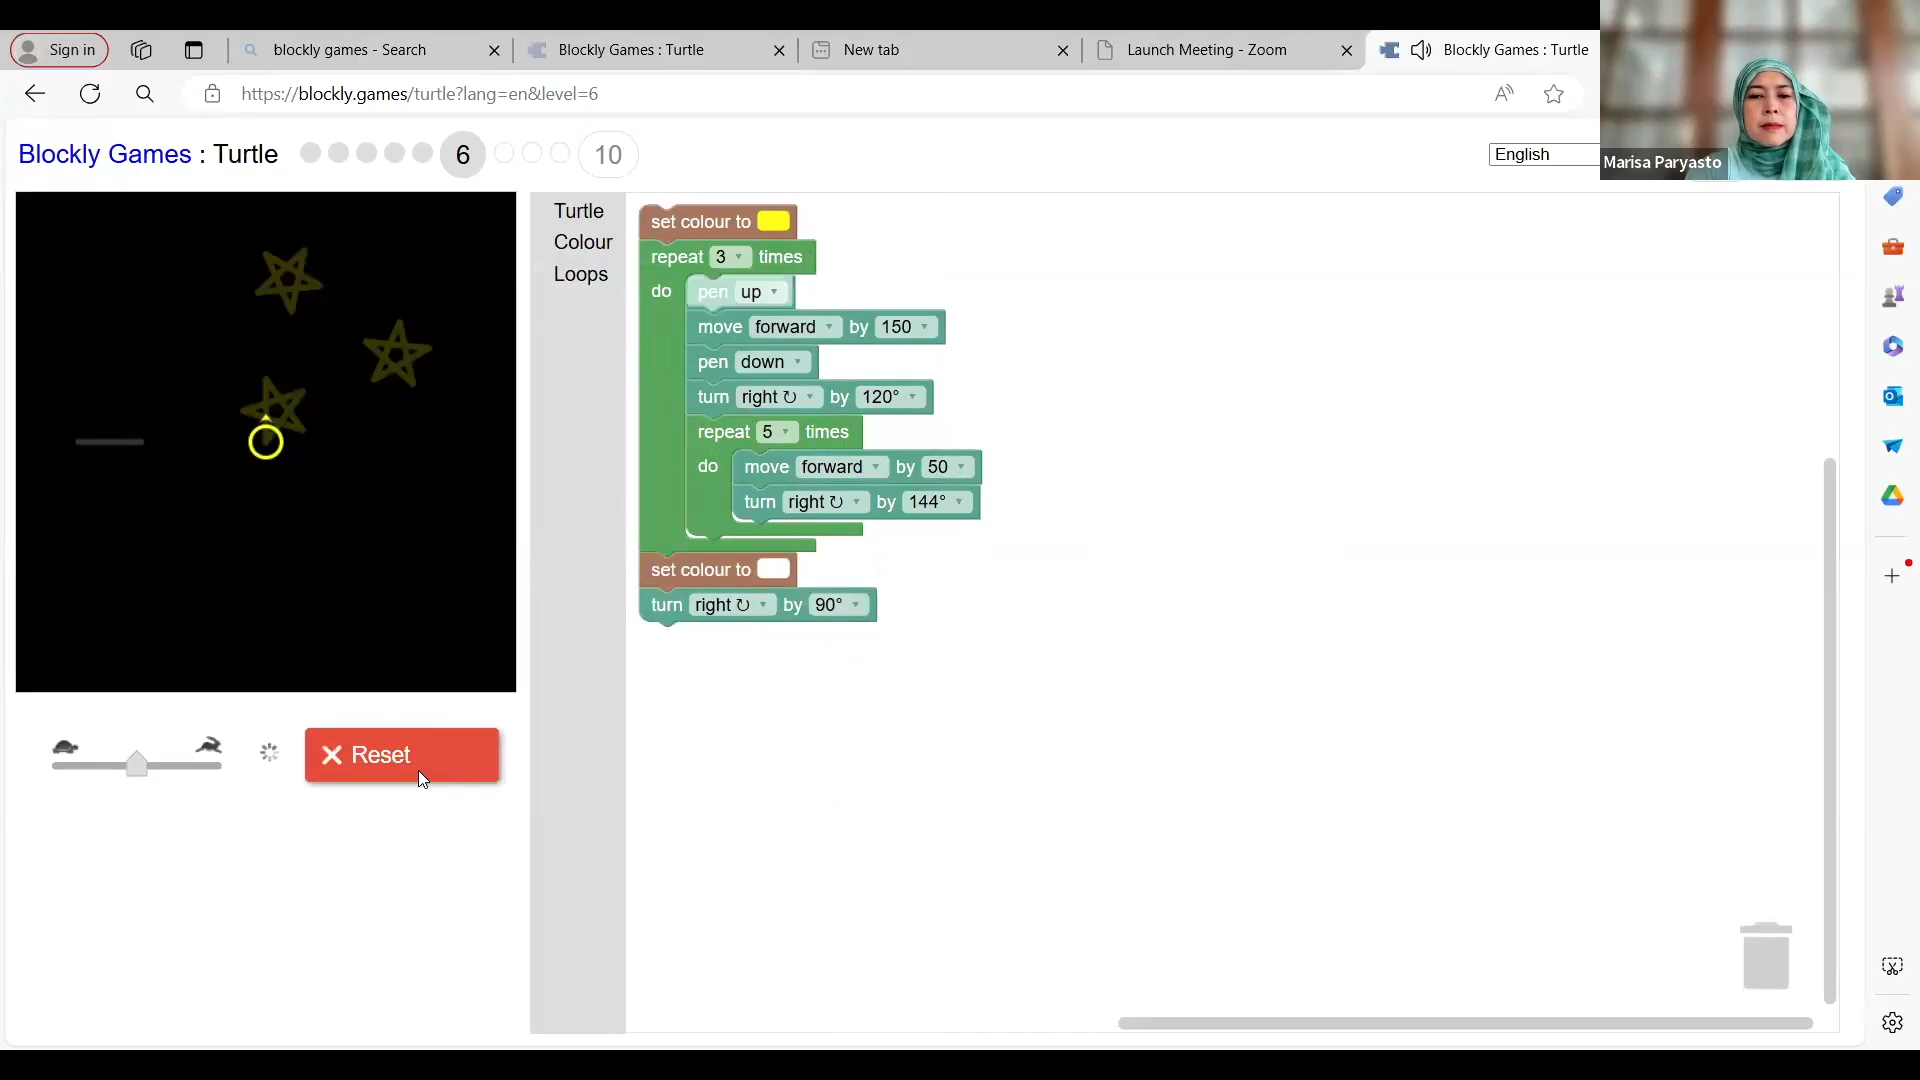 Sign in
blockly games - Search
Blockly Games : Turtle
New tab
Launch Meeting - Zoom
Blockly Games : Turtle
https://blockly.games/turtle?lang=en&level=6
Marisa Paryasto
Blockly Games : Turtle 6 10
English
Turtle
Colour
Loops
set colour to
repeat 3 times
do pen up
move forward by 150
pen down
turn right ↻ by 120°
repeat 5 times
do move forward by 50
turn right ↻ by 144°
set colour to
turn right ↻ by 90°
Reset